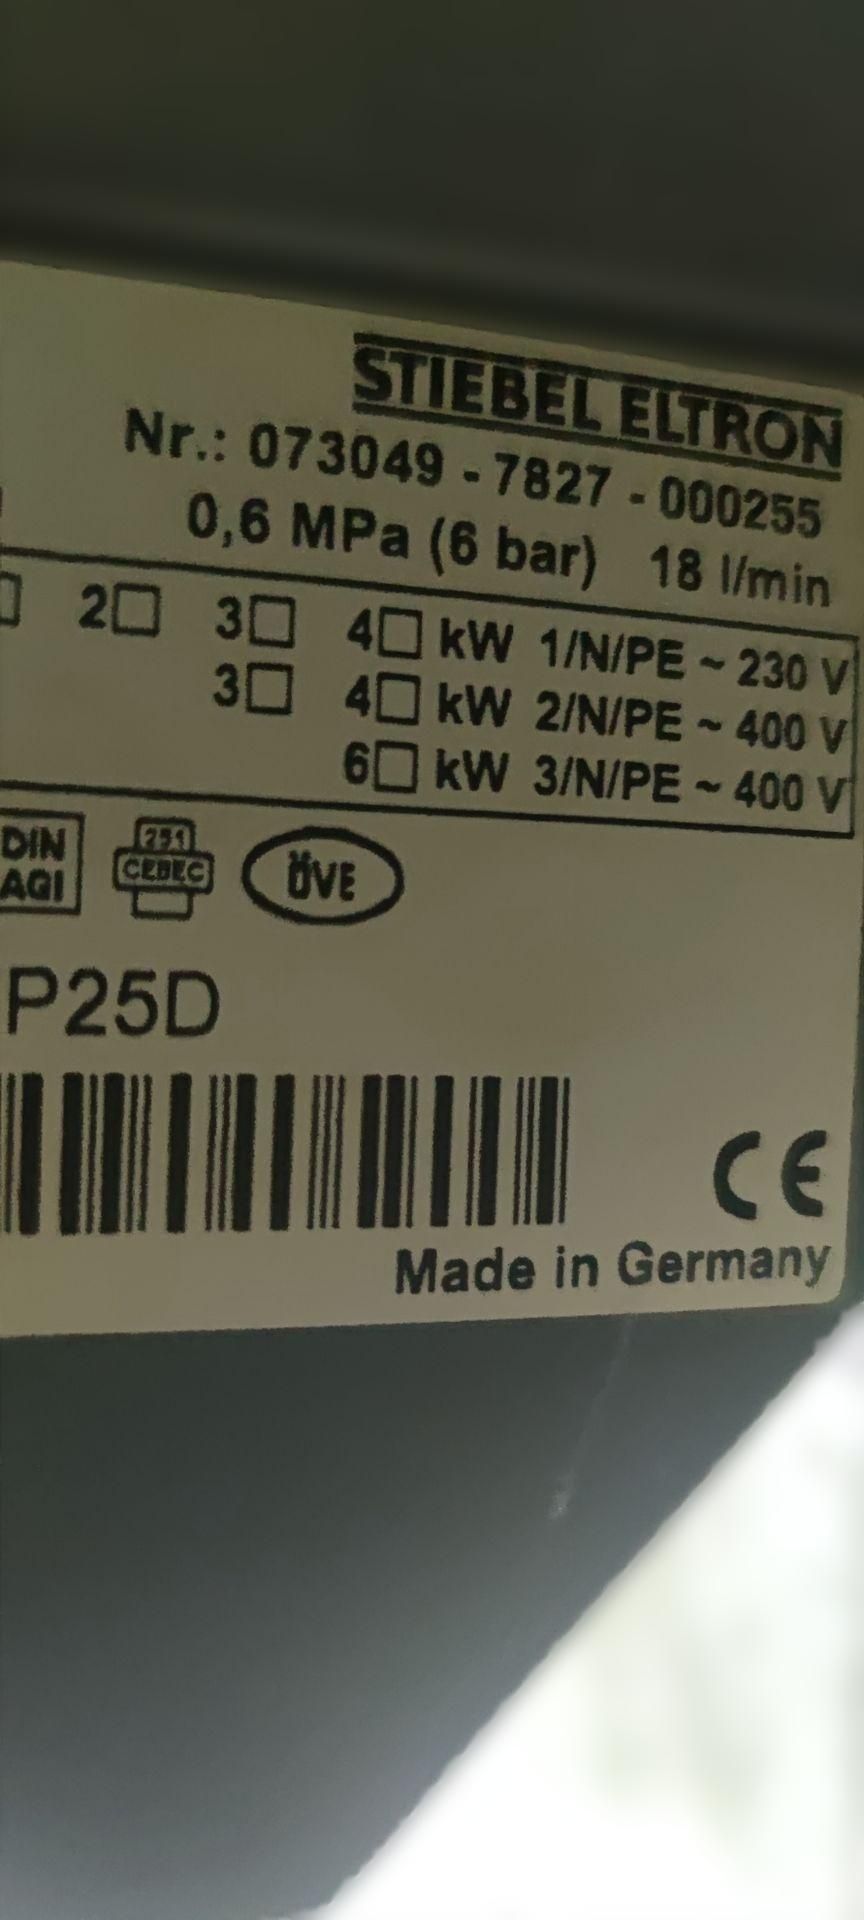 STIEBEL ELTRON
Nr.: 073049 - 7827 - 000255
0,6 MPa (6 bar) 18 l/min
□ 2□ 3□ 4□ kW 1/N/PE ~ 230 V
3□ 4□ kW 2/N/PE ~ 400 V
6□ kW 3/N/PE ~ 400 V
DIN
AGI
CEBEC
ÖVE
P25D
CE
Made in Germany